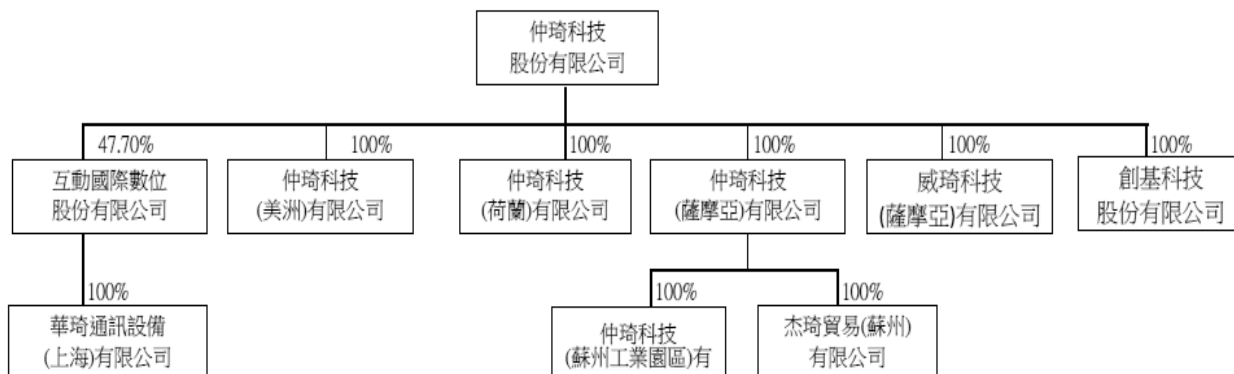 仲琦科技
股份有限公司
47.70%
100%
100%
100%
100%
100%
互動國際數位
股份有限公司
仲琦科技
(美洲)有限公司
仲琦科技
(荷蘭)有限公司
仲琦科技
(薩摩亞)有限公司
威琦科技
(薩摩亞)有限公司
創基科技
股份有限公司
100%
100%
100%
華琦通訊設備
(上海)有限公司
仲琦科技
(蘇州工業園區)有
杰琦貿易(蘇州)
有限公司